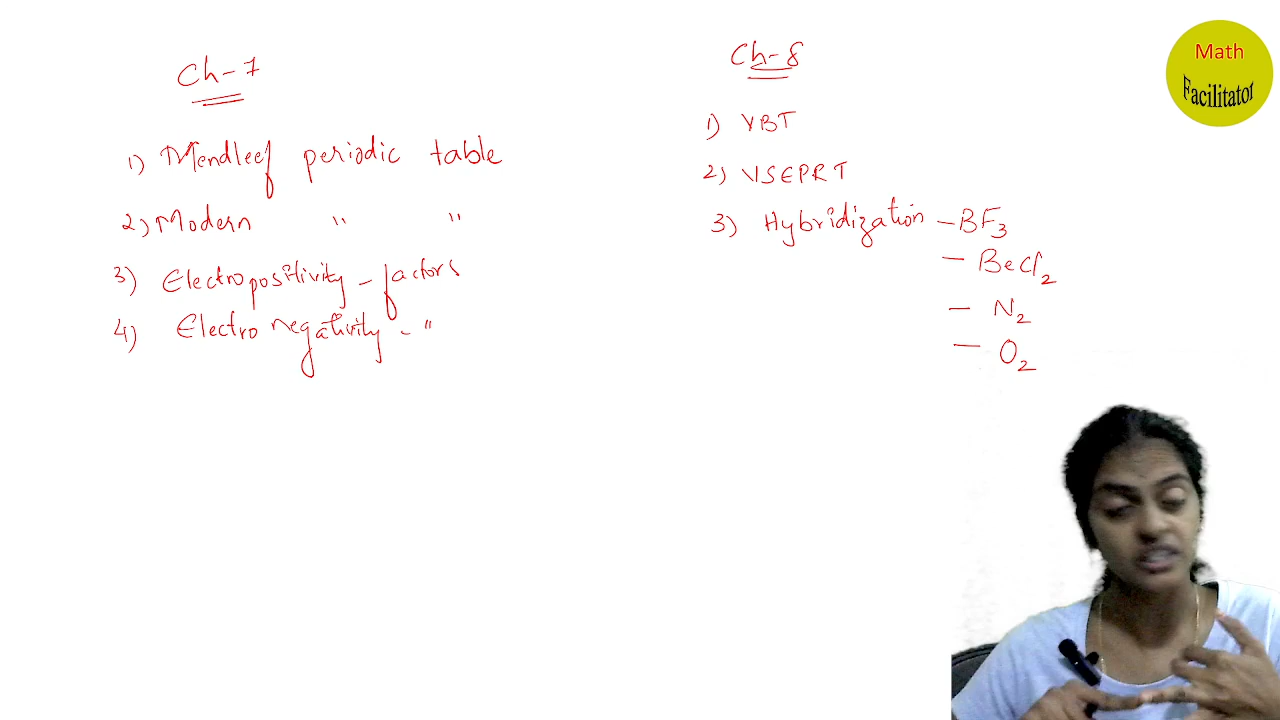 Ch-7
1) Mendleef periodic table
2) Modern " "
3) Electropositivity - factors
4) Electronegativity - "
Ch-8
1) VBT
2) VSEPRT
3) Hybridization - BF3
- BeCl2
- N2
- O2
Math
Facilitator